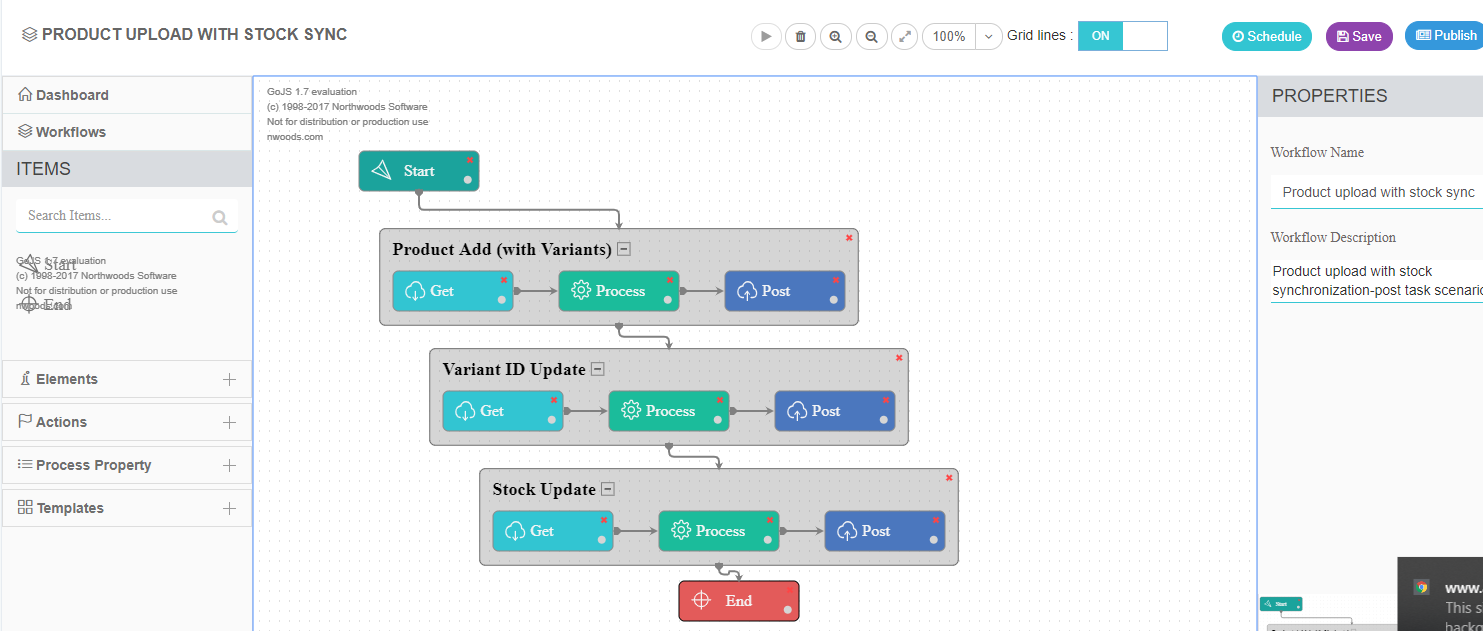 PRODUCT UPLOAD WITH STOCK SYNC
100%
Grid lines :
ON
Schedule
Save
Publish
Dashboard
Workflows
ITEMS
Search Items...
GoJS 1.7 evaluation
Start
(c) 1998-2017 Northwoods Software
Not for distribution or production use
nwoods.com
End
Elements
Actions
Process Property
Templates
GoJS 1.7 evaluation
(c) 1998-2017 Northwoods Software
Not for distribution or production use
nwoods.com
Start
Product Add (with Variants)
Get
Process
Post
Variant ID Update
Get
Process
Post
Stock Update
Get
Process
Post
End
PROPERTIES
Workflow Name
Product upload with stock sync
Workflow Description
Product upload with stock
synchronization-post task scenario
Start
www.
This s
backg